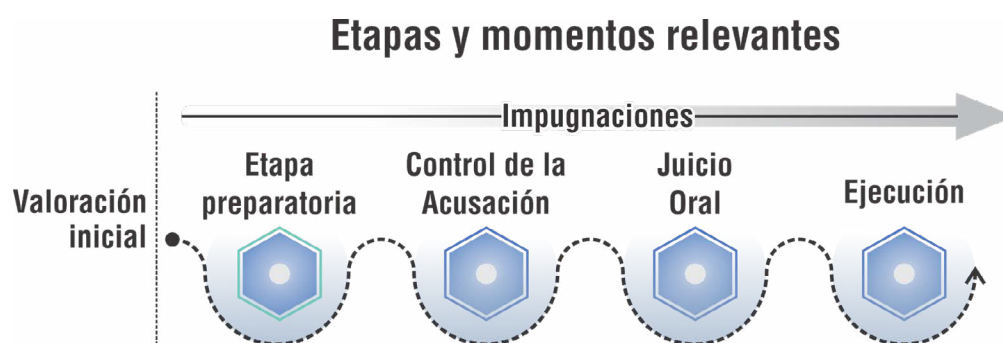 Etapas y momentos relevantes
Impugnaciones
Valoración
inicial
Etapa
preparatoria
Control de la
Acusación
Juicio
Oral
Ejecución